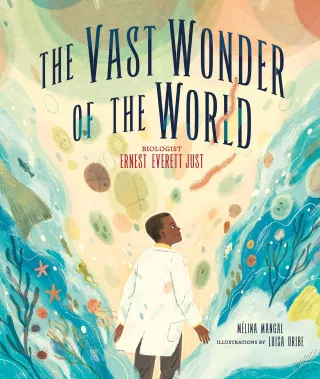 THE VAST WONDER
OF THE WORLD
BIOLOGIST
ERNEST EVERETT JUST
MÉLINA MANGAL
ILLUSTRATIONS BY LUISA URIBE